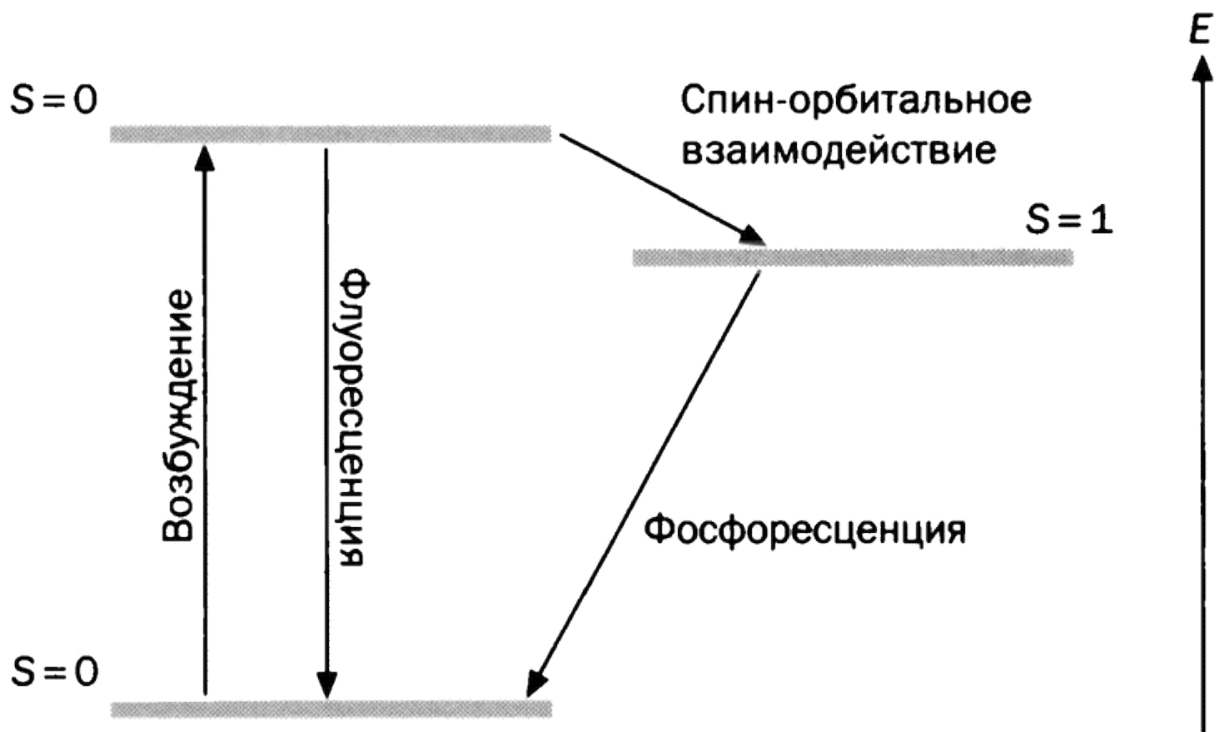 E
S = 0
Спин-орбитальное
взаимодействие
S = 1
Возбуждение
Флуоресценция
Фосфоресценция
S = 0